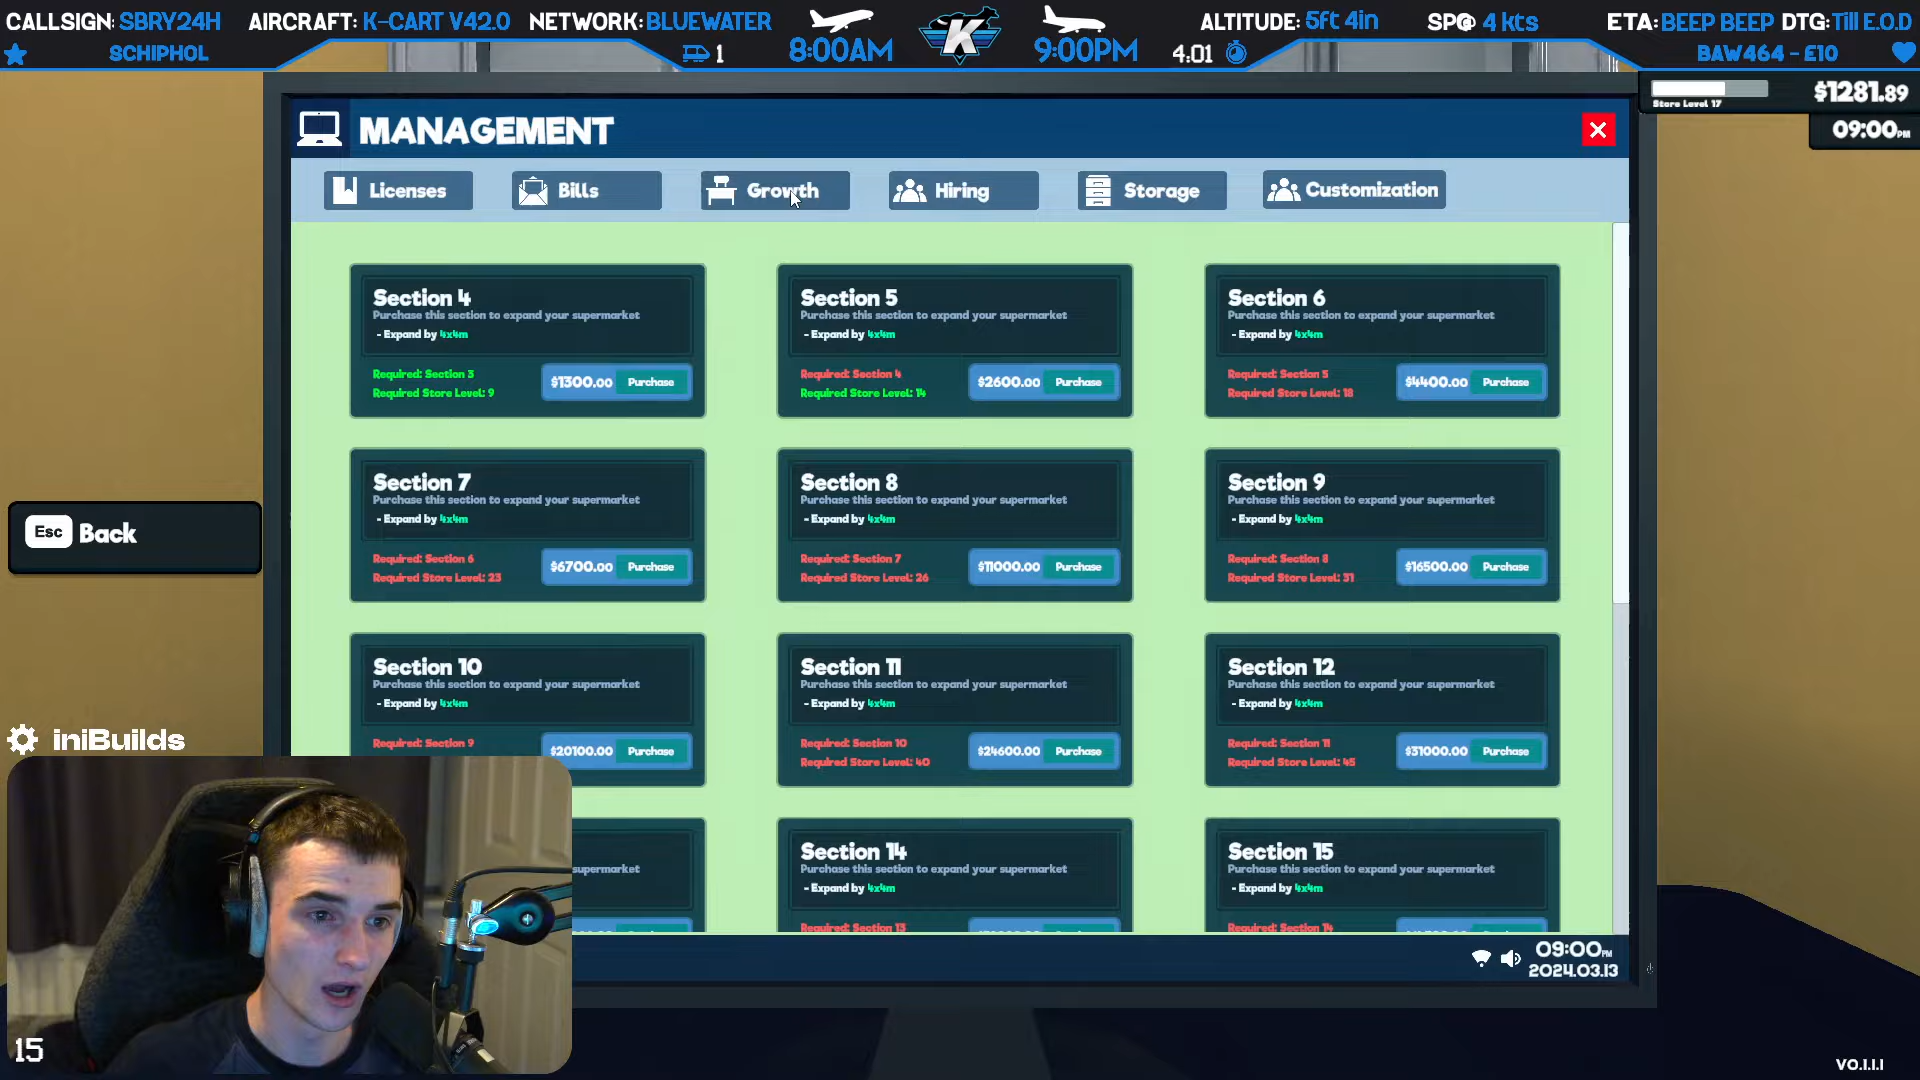 CALLSIGN: SBRY24H
AIRCRAFT: K-CART V42.0
NETWORK: BLUEWATER
ALTITUDE: 5ft 4in
SP@ 4 kts
ETA: BEEP BEEP
DTG: Till E.O.D
SCHIPHOL
1
8:00AM
K
9:00PM
4.01
BAW464 - £10
Store Level 17
$1281.89
09:00PM
MANAGEMENT
Licenses
Bills
Growth
Hiring
Storage
Customization
Section 4
Purchase this section to expand your supermarket
- Expand by 4x4m
Required: Section 3
Required Store Level: 9
$1300.00 Purchase
Section 5
Purchase this section to expand your supermarket
- Expand by 4x4m
Required: Section 4
Required Store Level: 14
$2600.00 Purchase
Section 6
Purchase this section to expand your supermarket
- Expand by 4x4m
Required: Section 5
Required Store Level: 18
$4400.00 Purchase
Section 7
Purchase this section to expand your supermarket
- Expand by 4x4m
Required: Section 6
Required Store Level: 23
$6700.00 Purchase
Section 8
Purchase this section to expand your supermarket
- Expand by 4x4m
Required: Section 7
Required Store Level: 26
$11000.00 Purchase
Section 9
Purchase this section to expand your supermarket
- Expand by 4x4m
Required: Section 8
Required Store Level: 31
$16500.00 Purchase
Esc Back
Section 10
Purchase this section to expand your supermarket
- Expand by 4x4m
Required: Section 9
$20100.00 Purchase
Section 11
Purchase this section to expand your supermarket
- Expand by 4x4m
Required: Section 10
Required Store Level: 40
$24600.00 Purchase
Section 12
Purchase this section to expand your supermarket
- Expand by 4x4m
Required: Section 11
Required Store Level: 45
$31000.00 Purchase
iniBuilds
supermarket
Section 14
Purchase this section to expand your supermarket
- Expand by 4x4m
Required: Section 13
Section 15
Purchase this section to expand your supermarket
- Expand by 4x4m
Required: Section 14
09:00PM
2024.03.13
15
V0.1.1.1